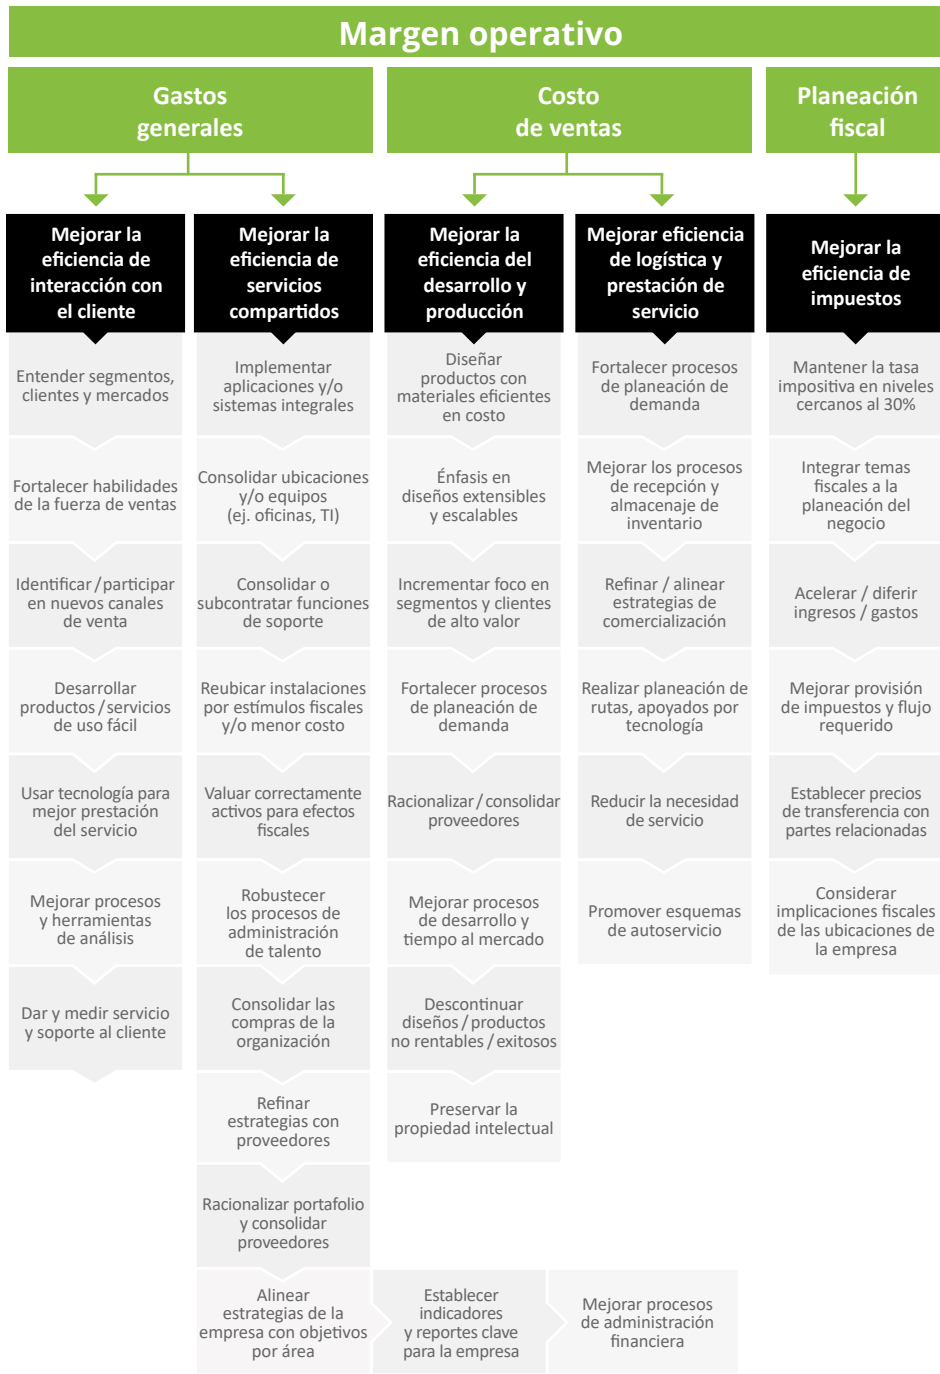 Margen operativo
Gastos
generales
Costo
de ventas
Planeación
fiscal
Mejorar la
eficiencia de
interacción con
el cliente
Mejorar la
eficiencia de
servicios
compartidos
Mejorar la
eficiencia del
desarrollo y
producción
Mejorar eficiencia
de logística y
prestación de
servicio
Mejorar la
eficiencia de
impuestos
Entender segmentos,
clientes y mercados
Fortalecer habilidades
de la fuerza de ventas
Identificar / participar
en nuevos canales
de venta
Desarrollar
productos / servicios
de uso fácil
Usar tecnología para
mejor prestación
del servicio
Mejorar procesos
y herramientas
de análisis
Dar y medir servicio
y soporte al cliente
Implementar
aplicaciones y/o
sistemas integrales
Consolidar ubicaciones
y/o equipos
(ej. oficinas, TI)
Consolidar o
subcontratar funciones
de soporte
Reubicar instalaciones
por estímulos fiscales
y/o menor costo
Valuar correctamente
activos para efectos
fiscales
Robustecer
los procesos de
administración
de talento
Consolidar las
compras de la
organización
Refinar
estrategias con
proveedores
Racionalizar portafolio
y consolidar
proveedores
Alinear
estrategias de la
empresa con objetivos
por área
Establecer
indicadores
y reportes clave
para la empresa
Mejorar procesos
de administración
financiera
Diseñar
productos con
materiales eficientes
en costo
Énfasis en
diseños extensibles
y escalables
Incrementar foco en
segmentos y clientes
de alto valor
Fortalecer procesos
de planeación de
demanda
Racionalizar / consolidar
proveedores
Mejorar procesos
de desarrollo y
tiempo al mercado
Descontinuar
diseños / productos
no rentables / exitosos
Preservar la
propiedad intelectual
Fortalecer procesos
de planeación de
demanda
Mejorar los procesos
de recepción y
almacenaje de
inventario
Refinar / alinear
estrategias de
comercialización
Realizar planeación de
rutas, apoyados por
tecnología
Reducir la necesidad
de servicio
Promover esquemas
de autoservicio
Mantener la tasa
impositiva en niveles
cercanos al 30%
Integrar temas
fiscales a la
planeación del
negocio
Acelerar / diferir
ingresos / gastos
Mejorar provisión
de impuestos y flujo
requerido
Establecer precios
de transferencia con
partes relacionadas
Considerar
implicaciones fiscales
de las ubicaciones de
la empresa